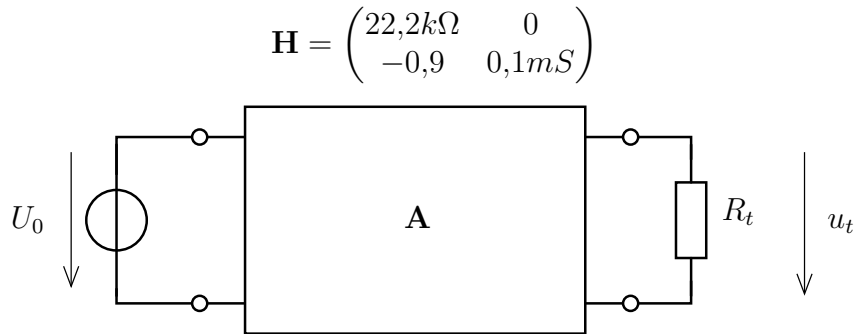 H = (22,2kΩ 0
−0,9 0,1mS)
U₀
A
Rₜ
uₜ